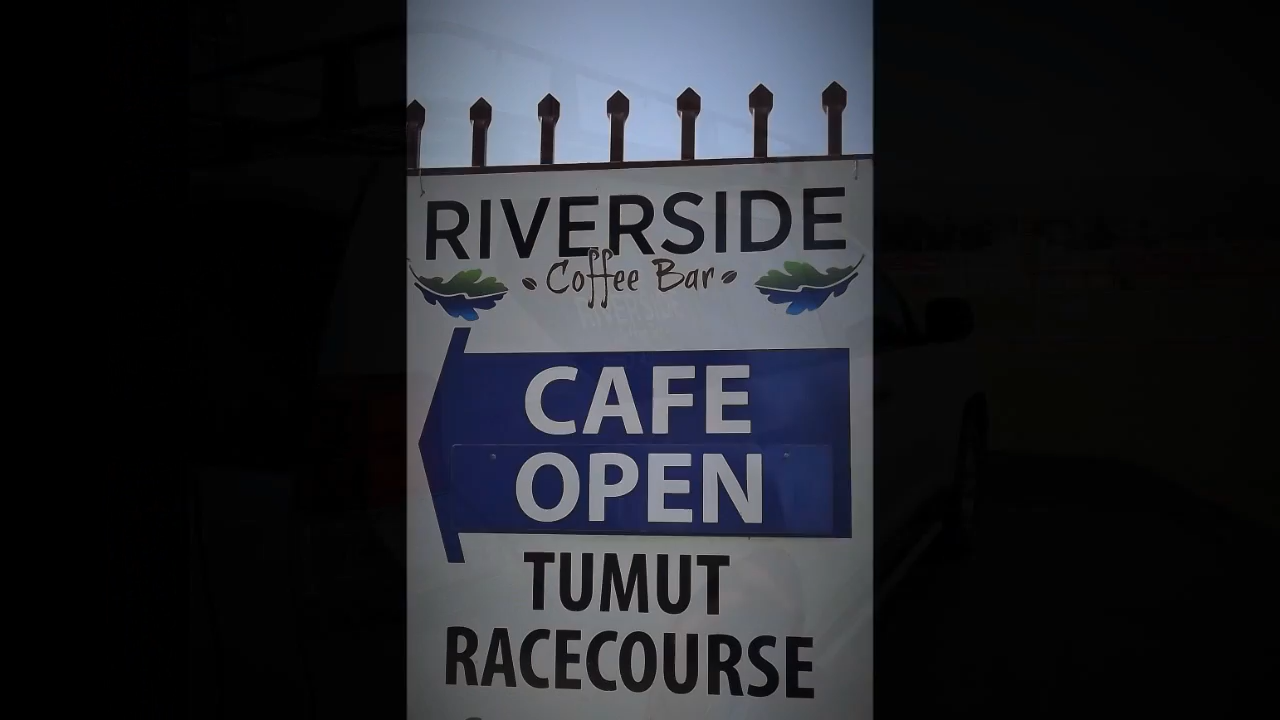 RIVERSIDE
Coffee Bar
CAFE
OPEN
TUMUT
RACECOURSE